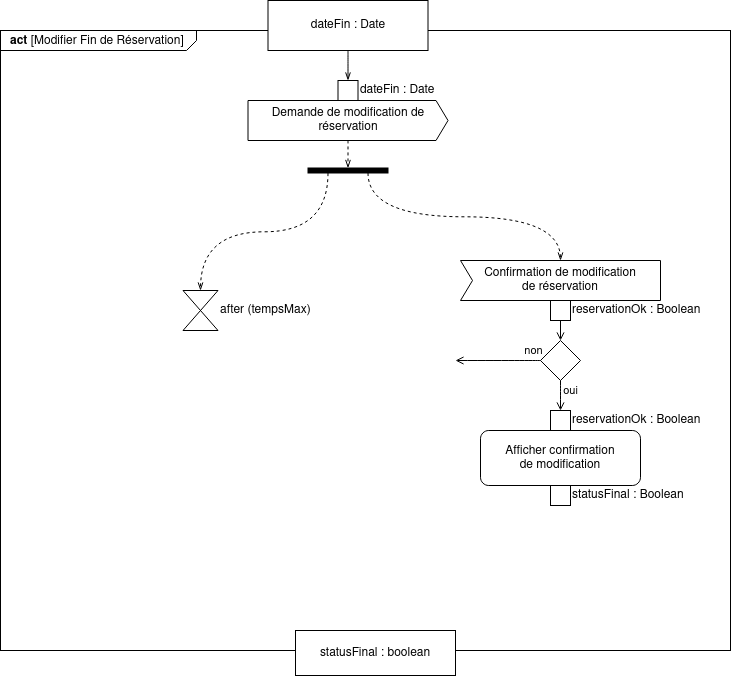 dateFin : Date
act [Modifier Fin de Réservation]
dateFin : Date
Demande de modification de
réservation
Confirmation de modification
de réservation
after (tempsMax)
reservationOk : Boolean
non
oui
reservationOk : Boolean
Afficher confirmation
de modification
statusFinal : Boolean
statusFinal : boolean